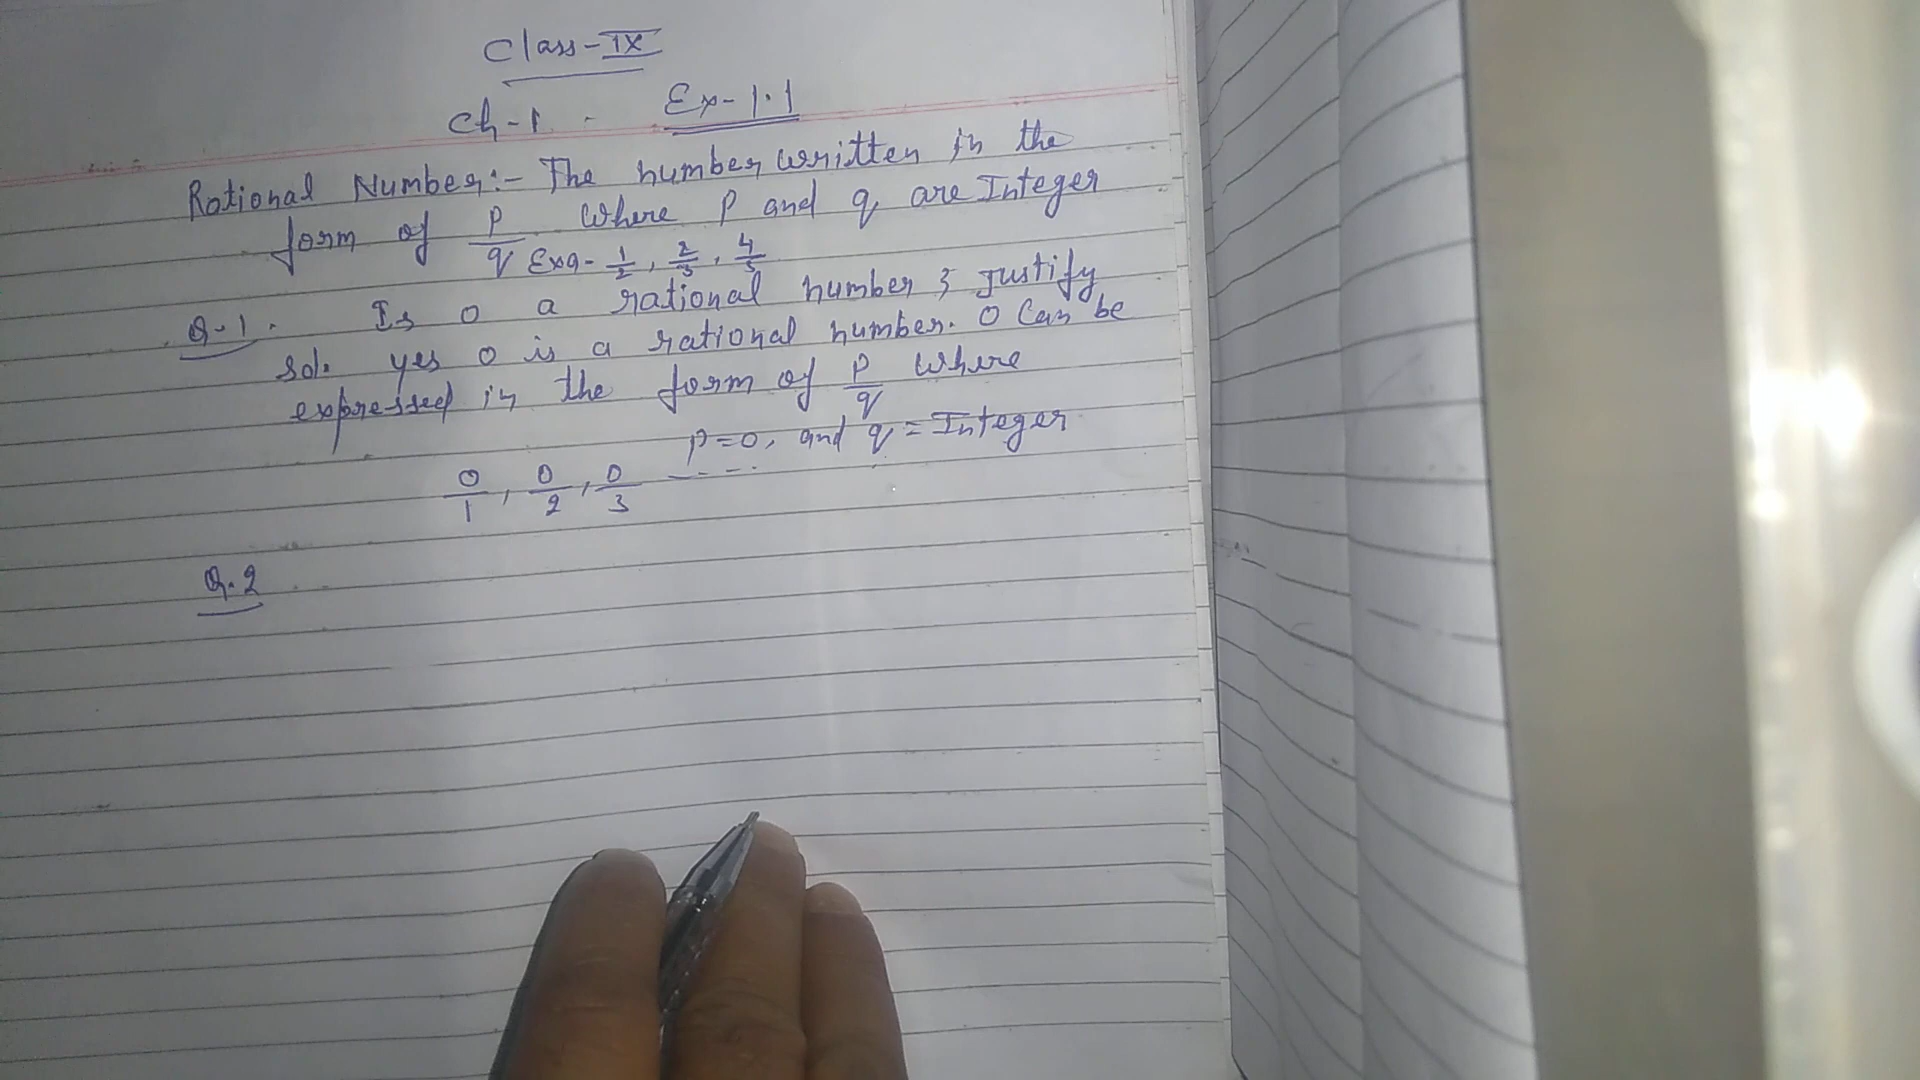 Class-IX
Ch-1. Ex-1.1
Rational Number:- The number written in the
form of p/q where p and q are Integer
Exa- 1/2, 2/3, 4/5
Q.1. Is 0 a rational number ; Justify
Sol. yes 0 is a rational number. 0 Can be
expressed in the form of p/q where
p=0, and q = Integer
0/1, 0/2, 0/3 -----
Q.2